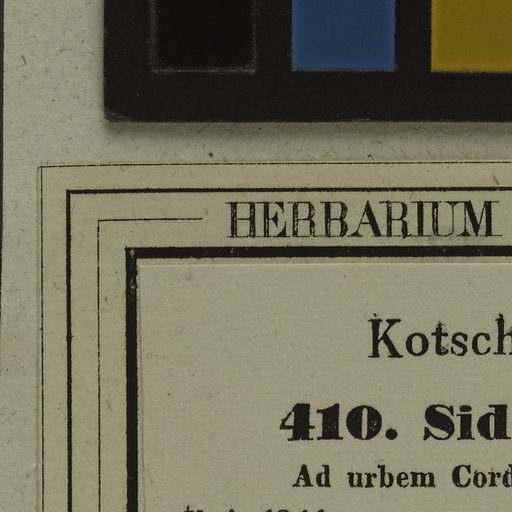 HERBARIUM
Kotsch
410. Sid
Ad urbem Cord